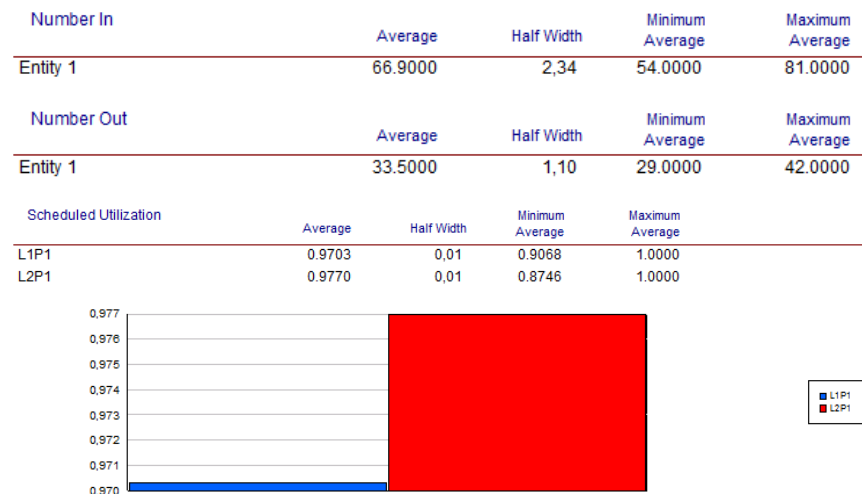 Number In Average Half Width Minimum Average Maximum Average
Entity 1 66.9000 2,34 54.0000 81.0000
Number Out Average Half Width Minimum Average Maximum Average
Entity 1 33.5000 1,10 29.0000 42.0000
Scheduled Utilization Average Half Width Minimum Average Maximum Average
L1P1 0.9703 0,01 0.9068 1.0000
L2P1 0.9770 0,01 0.8746 1.0000
0,977
0,976
0,975
0,974
0,973
0,972
0,971
0,970
L1P1
L2P1